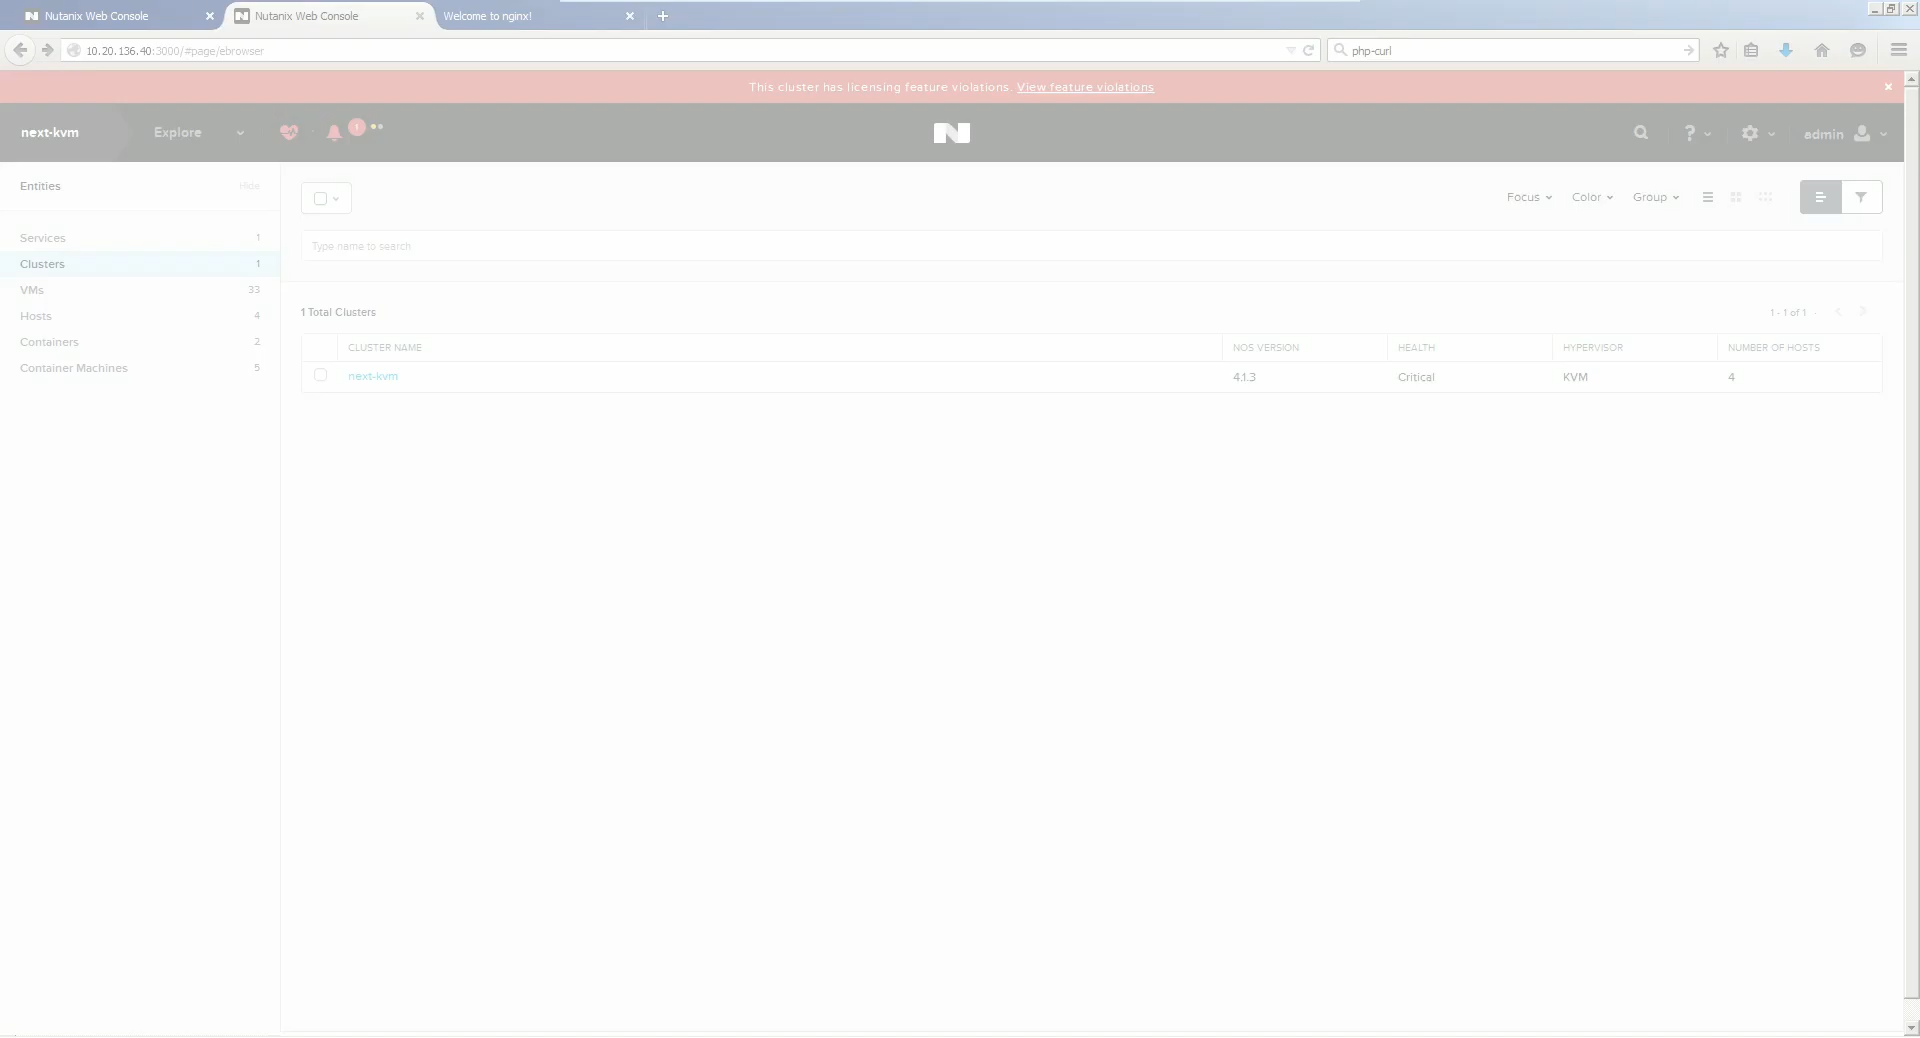 Nutanix Web Console
Nutanix Web Console
Welcome to nginx!
10.20.136.40:3000/#page/ebrowser
php-curl
This cluster has licensing feature violations. View feature violations
next-kvm
Explore
1
N
?
admin
Entities
Hide
Services 1
Clusters 1
VMs 33
Hosts 4
Containers 2
Container Machines 5
Focus
Color
Group
Type name to search
1 Total Clusters
1 - 1 of 1
CLUSTER NAME NOS VERSION HEALTH HYPERVISOR NUMBER OF HOSTS
next-kvm 4.1.3 Critical KVM 4